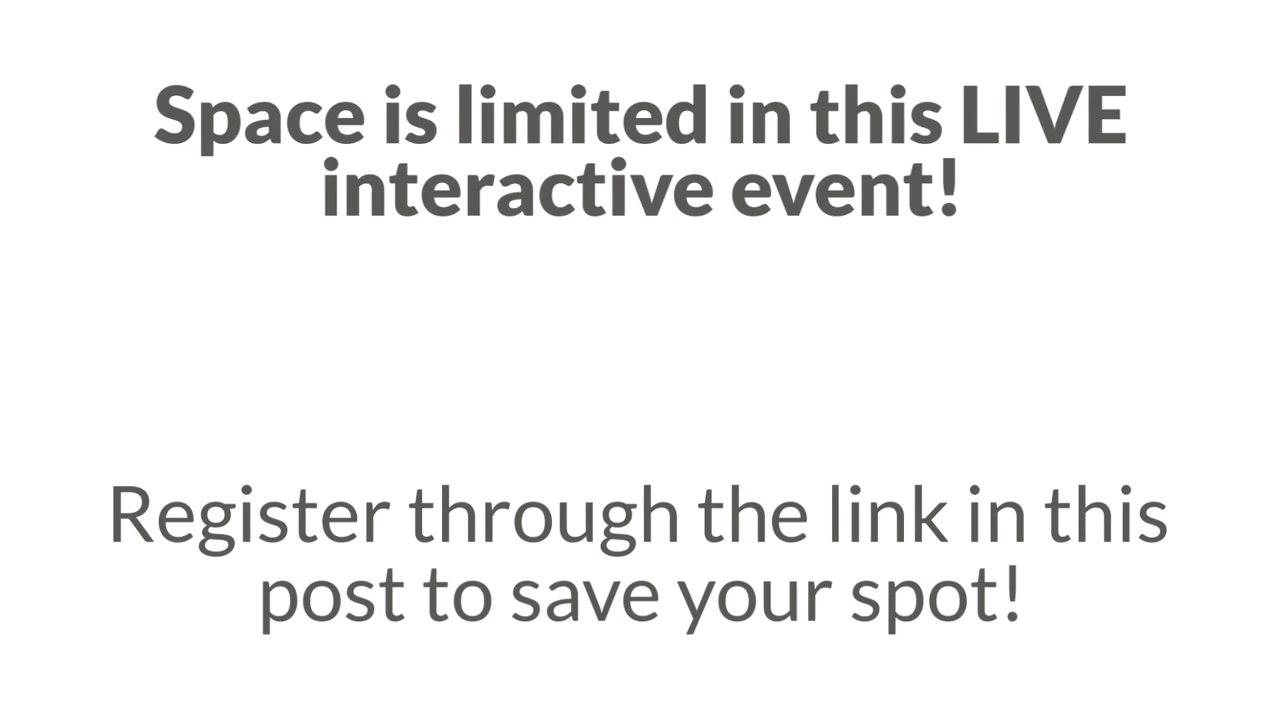 Space is limited in this LIVE
interactive event!
Register through the link in this
post to save your spot!